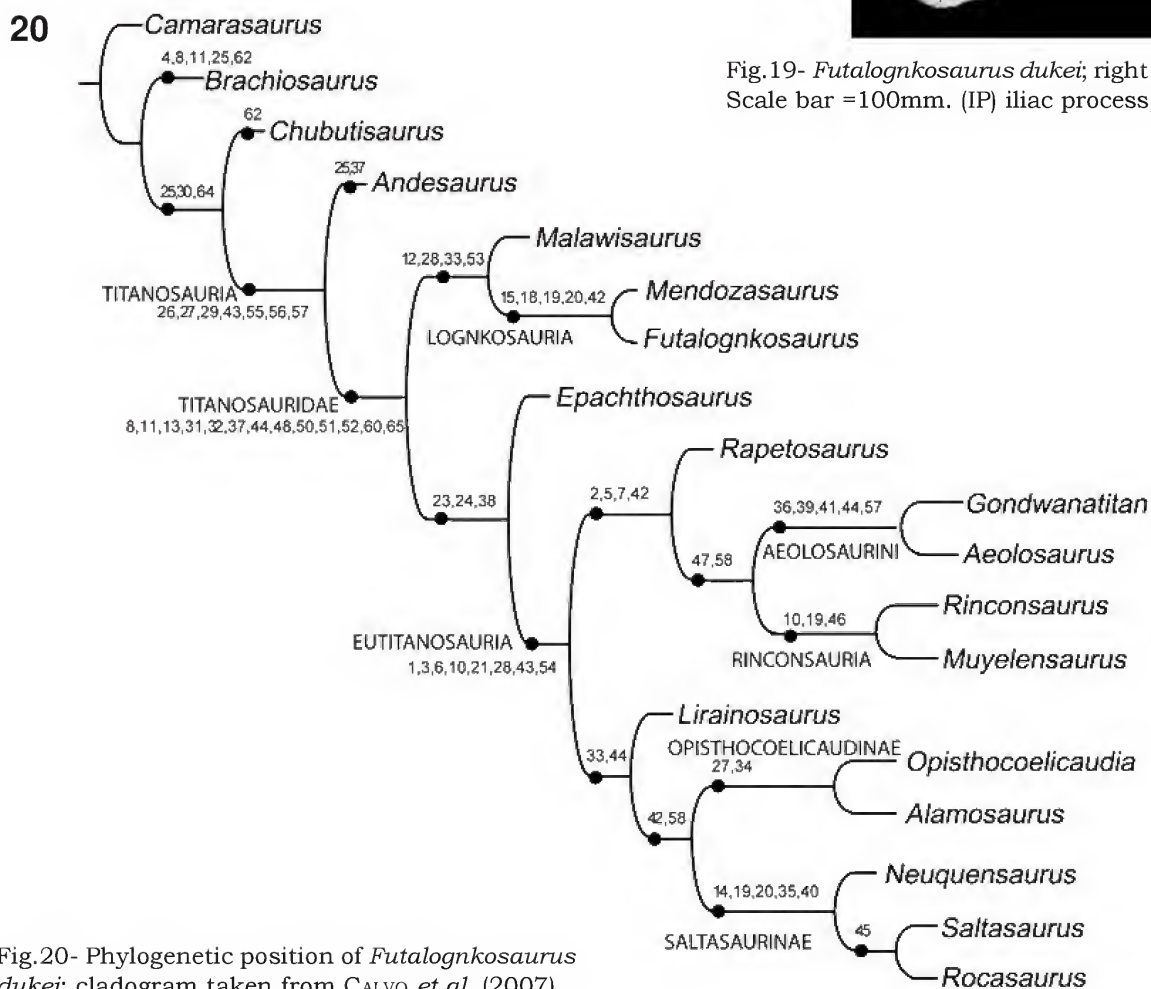 20
Camarasaurus
4,8,11,25,62
Brachiosaurus
Fig.19- Futalognkosaurus dukei; right
Scale bar =100mm. (IP) iliac process
62
Chubutisaurus
25,37
Andesaurus
25,30,64
Malawisaurus
12,28,33,53
TITANOSAURIA
26,27,29,43,55,56,57
15,18,19,20,42
Mendozasaurus
LOGNKOSAURIA
Futalognkosaurus
Epachthosaurus
TITANOSAURIDAE
8,11,13,31,32,37,44,48,50,51,52,60,65
Rapetosaurus
23,24,38
2,5,7,42
36,39,41,44,57
Gondwanatitan
AEOLOSAURINI
Aeolosaurus
47,58
Rinconsaurus
10,19,46
EUTITANOSAURIA
1,3,6,10,21,28,43,54
RINCONSAURIA
Muyelensaurus
Lirainosaurus
OPISTHOCOELICAUDINAE
33,44
27,34
Opisthocoelicaudia
Alamosaurus
42,58
Neuquensaurus
14,19,20,35,40
SALTASAURINAE
45
Saltasaurus
Rocasaurus
Fig.20- Phylogenetic position of Futalognkosaurus
dukei; cladogram taken from CALVO et al. (2007)